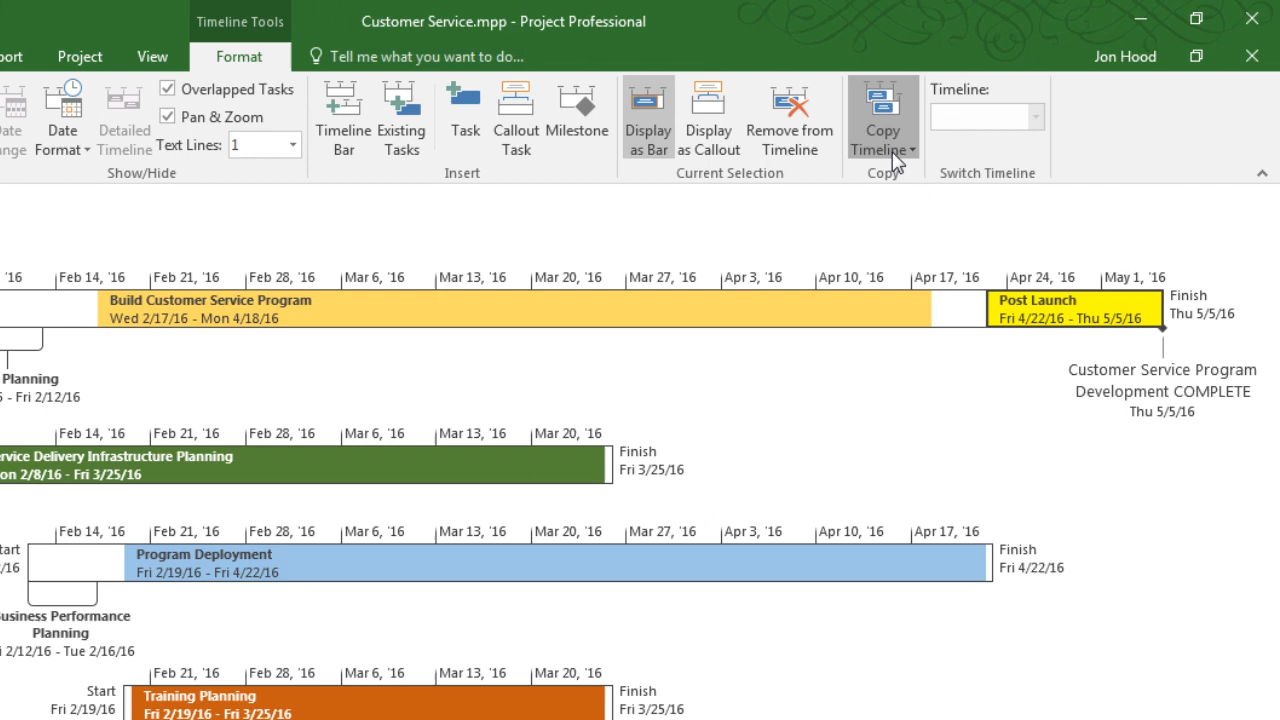 Timeline Tools
Customer Service.mpp - Project Professional
port
Project
View
Format
Tell me what you want to do...
Jon Hood
Date
Date
Format
Detailed
Timeline
Overlapped Tasks
Pan & Zoom
Text Lines: 1
Show/Hide
Timeline
Bar
Existing
Tasks
Task
Callout
Task
Milestone
Insert
Display
as Bar
Display
as Callout
Remove from
Timeline
Current Selection
Copy
Timeline
Copy
Timeline:
Switch Timeline
'16 Feb 14, '16 Feb 21, '16 Feb 28, '16 Mar 6, '16 Mar 13, '16 Mar 20, '16 Mar 27, '16 Apr 3, '16 Apr 10, '16 Apr 17, '16 Apr 24, '16 May 1, '16
Build Customer Service Program
Wed 2/17/16 - Mon 4/18/16
Post Launch
Fri 4/22/16 - Thu 5/5/16
Finish
Thu 5/5/16
Planning
- Fri 2/12/16
Customer Service Program
Development COMPLETE
Thu 5/5/16
Feb 14, '16 Feb 21, '16 Feb 28, '16 Mar 6, '16 Mar 13, '16 Mar 20, '16
rvice Delivery Infrastructure Planning
on 2/8/16 - Fri 3/25/16
Finish
Fri 3/25/16
Feb 14, '16 Feb 21, '16 Feb 28, '16 Mar 6, '16 Mar 13, '16 Mar 20, '16 Mar 27, '16 Apr 3, '16 Apr 10, '16 Apr 17, '16
tart
/16
Program Deployment
Fri 2/19/16 - Fri 4/22/16
Finish
Fri 4/22/16
usiness Performance
Planning
i 2/12/16 - Tue 2/16/16
Feb 21, '16 Feb 28, '16 Mar 6, '16 Mar 13, '16 Mar 20, '16
Start
Fri 2/19/16
Training Planning
Fri 2/19/16 - Fri 3/25/16
Finish
Fri 3/25/16